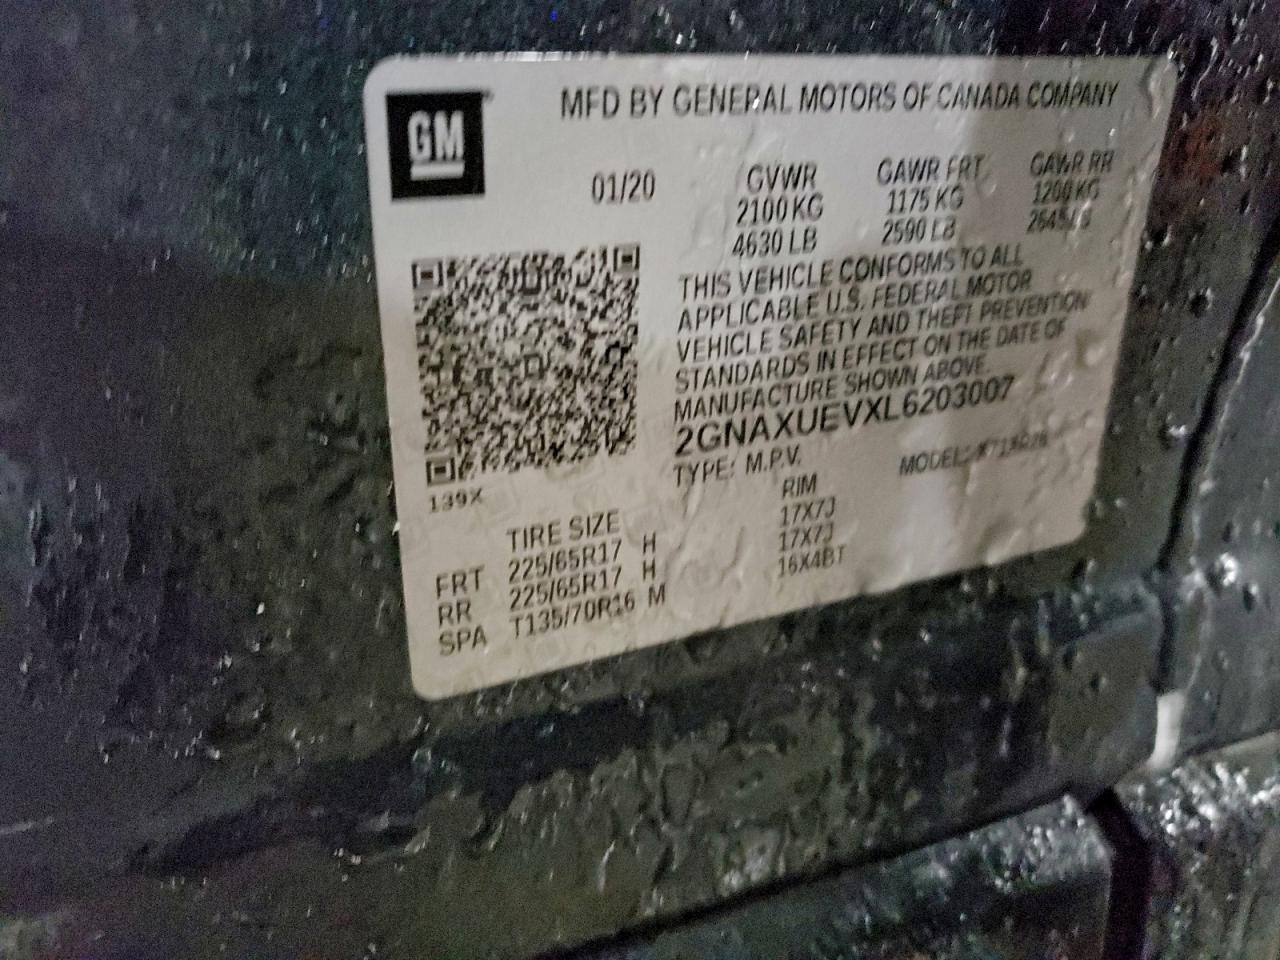 GM
MFD BY GENERAL MOTORS OF CANADA COMPANY
01/20
GVWR GAWR FRT GAWR RR
2100 KG 1175 KG 1200 KG
4630 LB 2590 LB
THIS VEHICLE CONFORMS TO ALL
APPLICABLE U.S. FEDERAL MOTOR
VEHICLE SAFETY AND THEFT PREVENTION
STANDARDS IN EFFECT ON THE DATE OF
MANUFACTURE SHOWN ABOVE.
2GNAXUEVXL6203007
TYPE: M.P.V. MODEL:
139X
TIRE SIZE RIM
FRT 225/65R17 H 17X7J
RR 225/65R17 H 17X7J
SPA T135/70R16 M 16X4BT